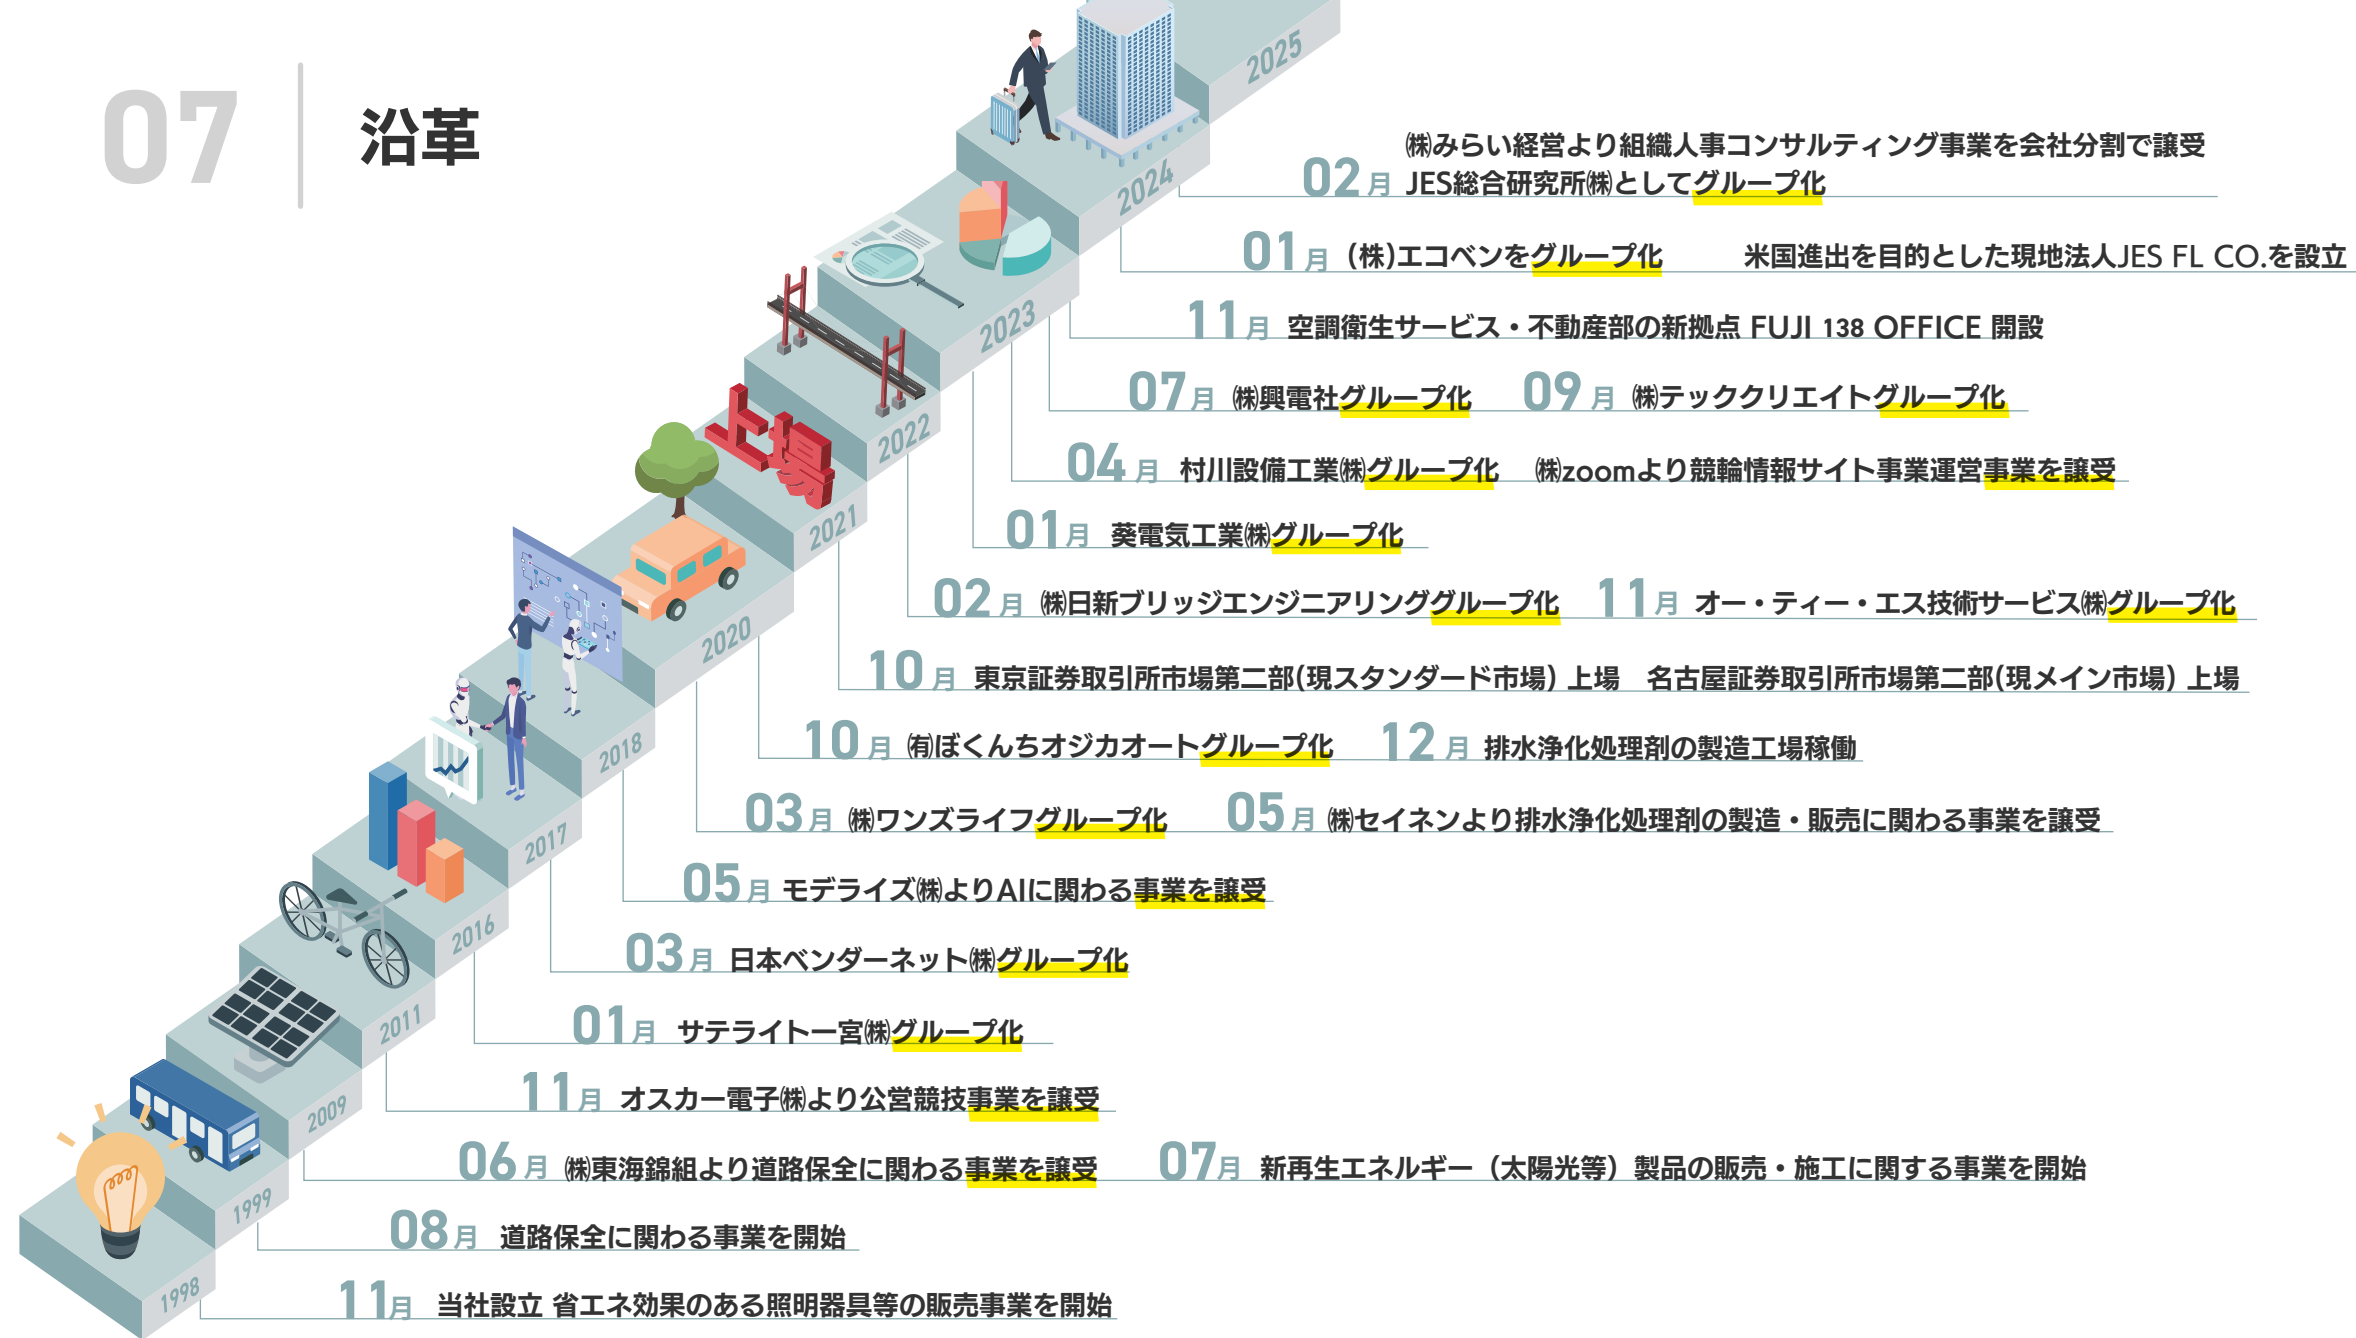 07
沿革
2025
㈱みらい経営より組織人事コンサルティング事業を会社分割で譲受
02月 JES総合研究所㈱としてグループ化
2024
01月 (株)エコベンをグループ化 米国進出を目的とした現地法人JES FL CO.を設立
11月 空調衛生サービス・不動産部の新拠点 FUJI 138 OFFICE 開設
2023
07月 ㈱興電社グループ化 09月 ㈱テッククリエイトグループ化
04月 村川設備工業㈱グループ化 ㈱zoomより競輪情報サイト事業運営事業を譲受
01月 葵電気工業㈱グループ化
2022
02月 ㈱日新ブリッジエンジニアリンググループ化 11月 オー・ティー・エス技術サービス㈱グループ化
上場
2021
10月 東京証券取引所市場第二部(現スタンダード市場) 上場 名古屋証券取引所市場第二部(現メイン市場) 上場
2020
10月 ㈲ぼくんちオジカオートグループ化 12月 排水浄化処理剤の製造工場稼働
03月 ㈱ワンズライフグループ化 05月 ㈱セイネンより排水浄化処理剤の製造・販売に関わる事業を譲受
2018
05月 モデライズ㈱よりAIに関わる事業を譲受
2017
03月 日本ベンダーネット㈱グループ化
2016
01月 サテライト一宮㈱グループ化
2011
11月 オスカー電子㈱より公営競技事業を譲受
2009
06月 ㈱東海錦組より道路保全に関わる事業を譲受 07月 新再生エネルギー（太陽光等）製品の販売・施工に関する事業を開始
1999
08月 道路保全に関わる事業を開始
1998
11月 当社設立 省エネ効果のある照明器具等の販売事業を開始